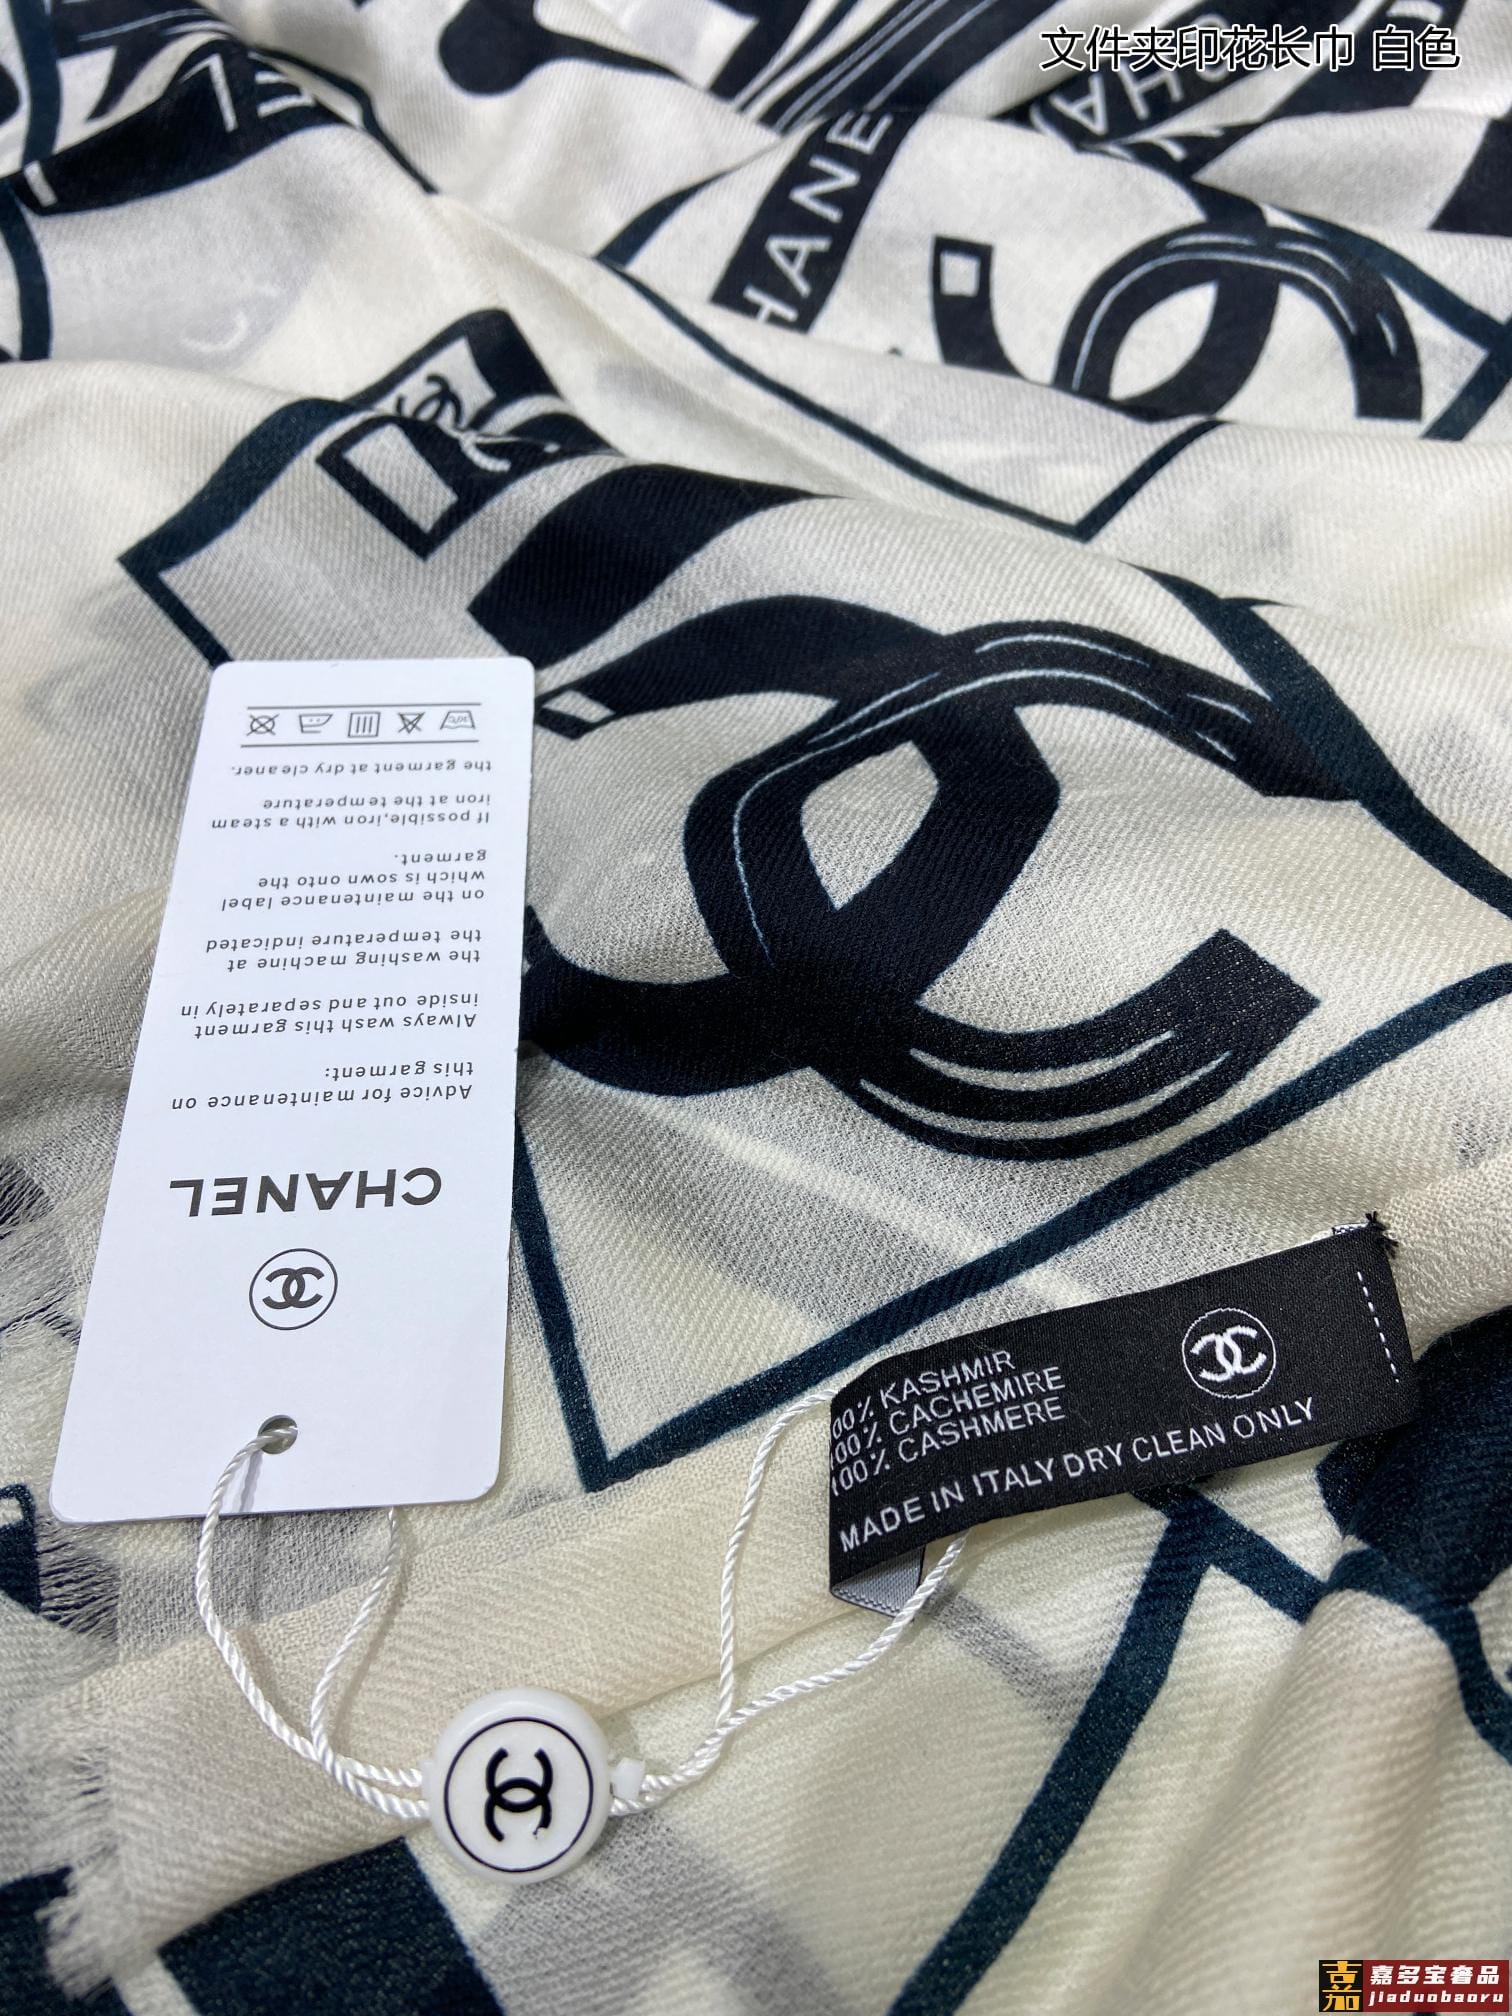 文件夹印花长巾 白色
EL
HANE
CHA
CHANEL
Advice for maintenance on
this garment:
Always wash this garment
inside out and separately in
the washing machine at
the temperature indicated
on the maintenance label
which is sown onto the
garment.
If possible,iron,with a steam
iron at the temperature
the garment at dry cleaner.
100% KASHMIR
100% CACHEMIRE
100% CASHMERE
MADE IN ITALY DRY CLEAN ONLY
嘉多宝奢品
jiaduobaoru